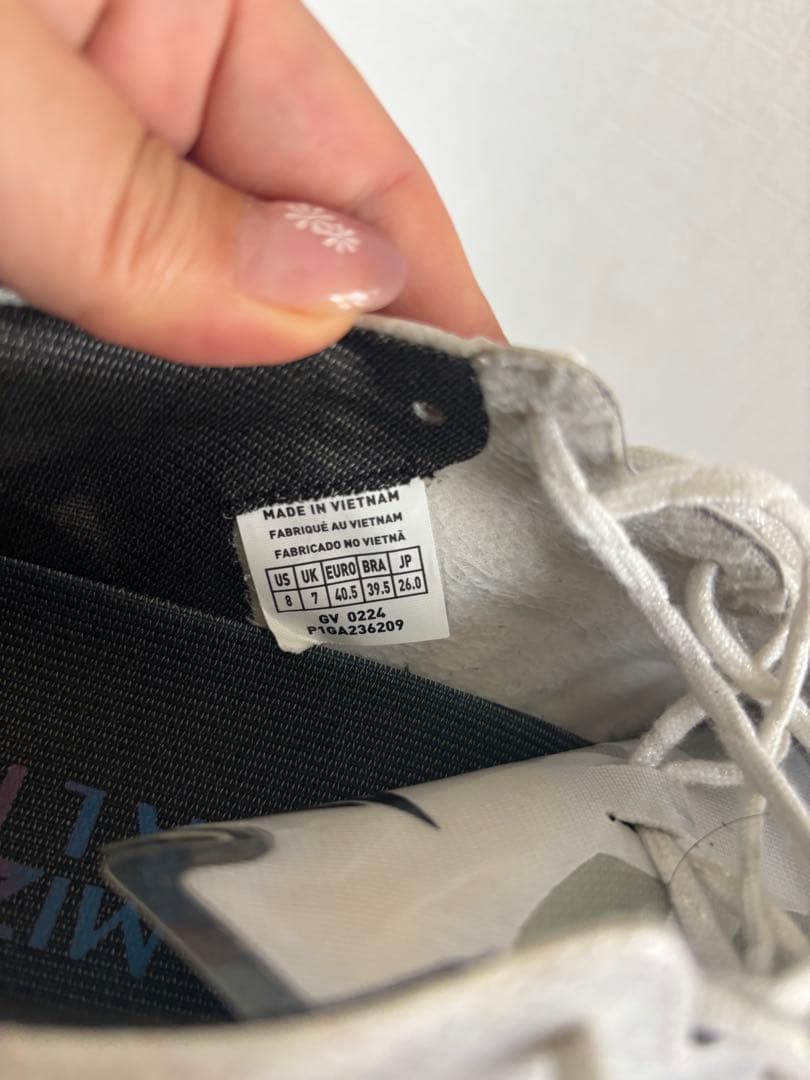 MADE IN VIETNAM
FABRIQUÉ AU VIETNAM
FABRICADO NO VIETNÃ
US UK EURO BRA JP
8 7 40.5 39.5 26.0
GV 0224
P1GA236209